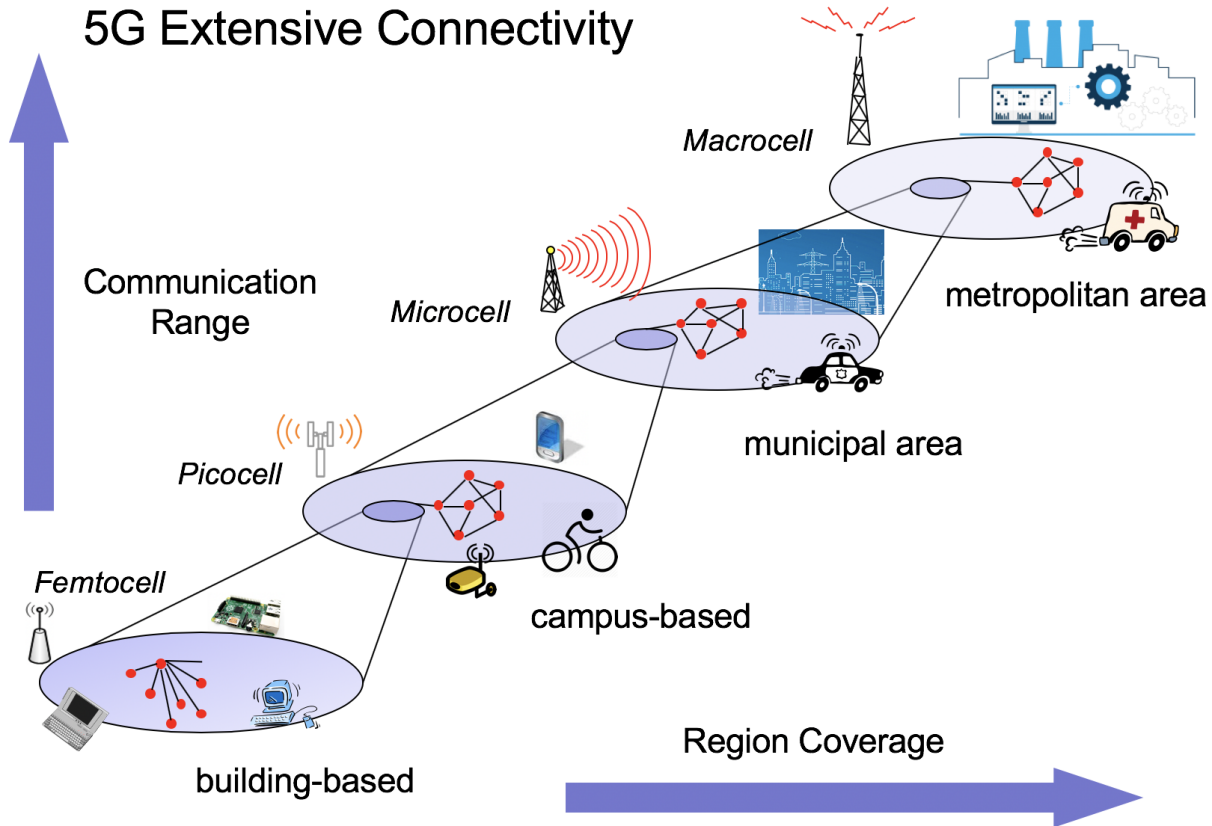 5G Extensive Connectivity
Macrocell
Communication
Range
Microcell
metropolitan area
municipal area
Picocell
Femtocell
campus-based
Region Coverage
building-based